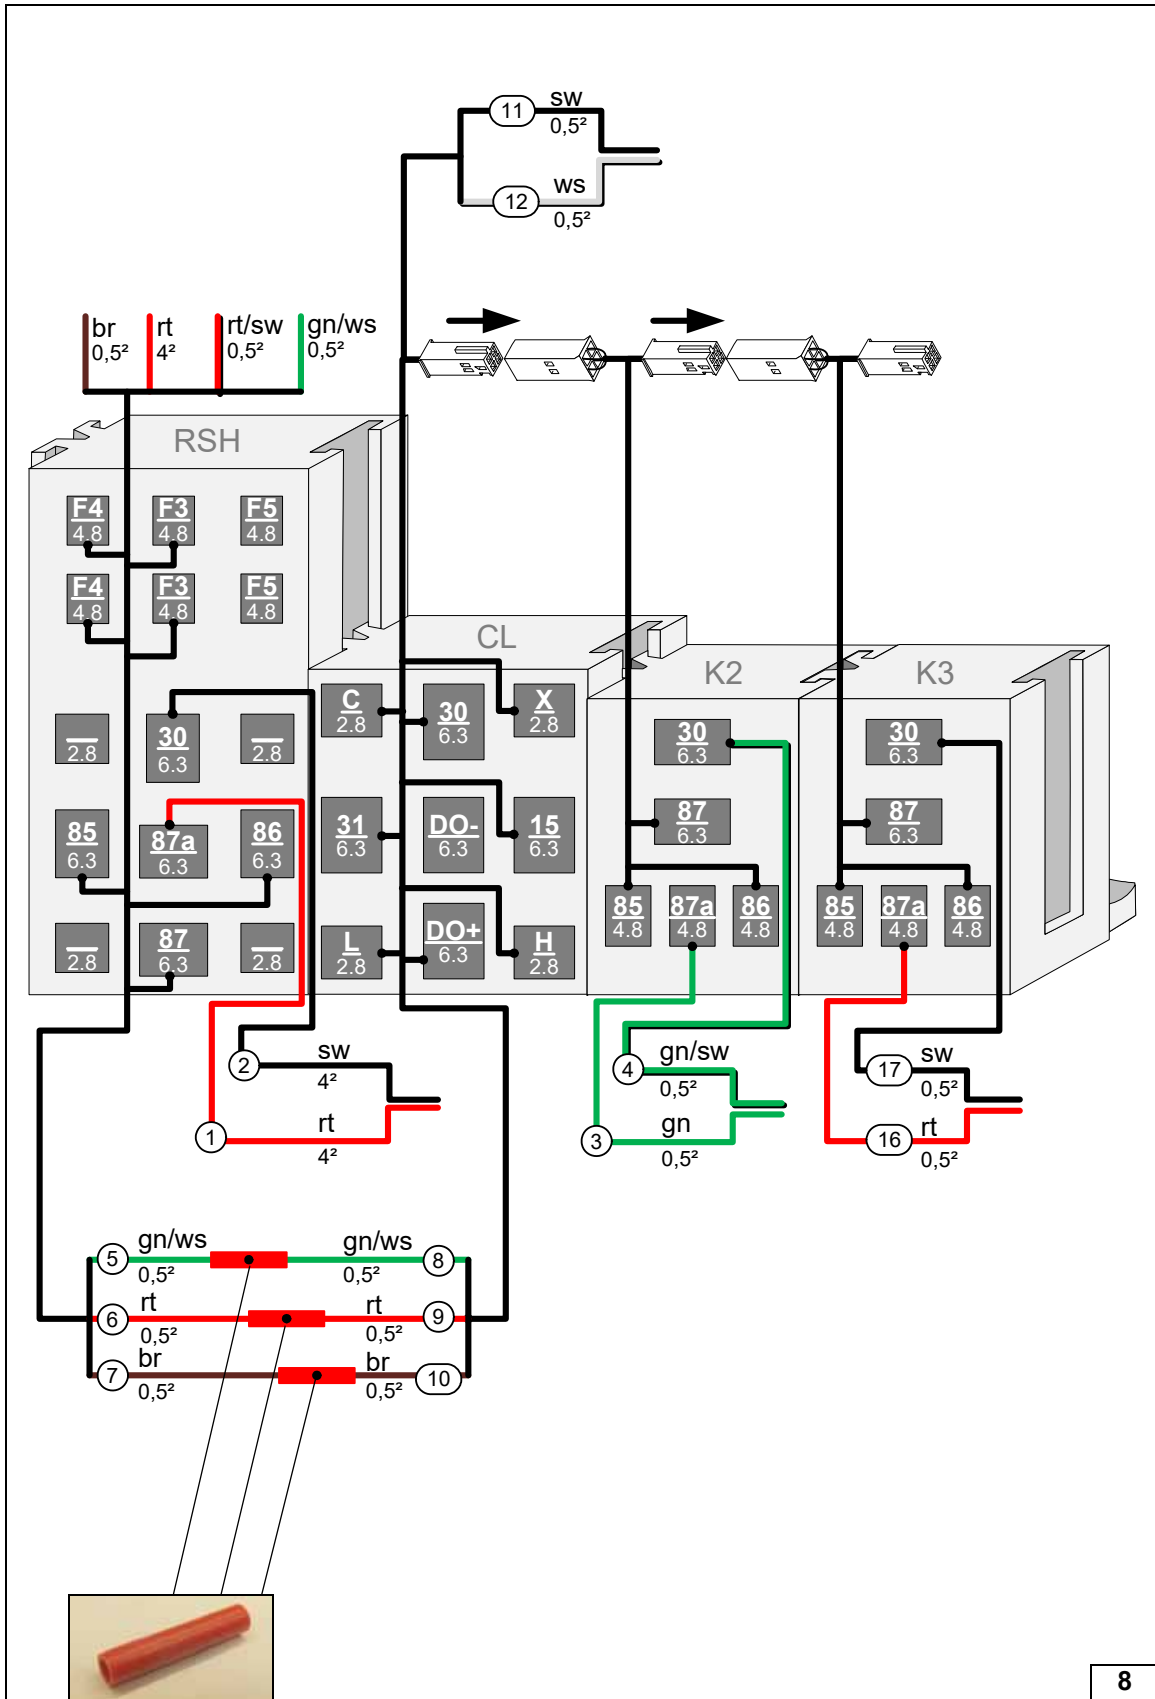 11 sw
0,5²
12 ws
0,5²
br rt rt/sw gn/ws
0,5² 4² 0,5² 0,5²
RSH
F4 F3 F5
4.8 4.8 4.8
F4 F3 F5
4.8 4.8 4.8
2.8 30 2.8
6.3
85 87a 86
6.3 6.3 6.3
2.8 87 2.8
6.3
CL
C 30 X
2.8 6.3 2.8
31 DO- 15
6.3 6.3 6.3
L DO+ H
2.8 6.3 2.8
K2
30
6.3
87
6.3
85 87a 86
4.8 4.8 4.8
K3
30
6.3
87
6.3
85 87a 86
4.8 4.8 4.8
2 sw
4²
1 rt
4²
4 gn/sw
0,5²
3 gn
0,5²
17 sw
0,5²
16 rt
0,5²
5 gn/ws gn/ws 8
0,5² 0,5²
6 rt rt 9
0,5² 0,5²
7 br br 10
0,5² 0,5²
8